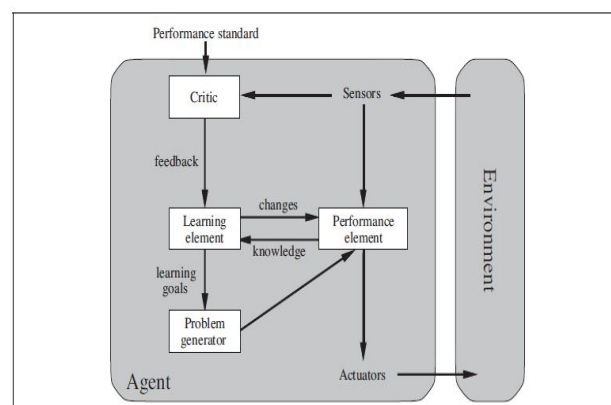 Performance standard
Critic
Sensors
feedback
changes
Learning
element
Performance
element
knowledge
learning
goals
Problem
generator
Agent
Actuators
Environment